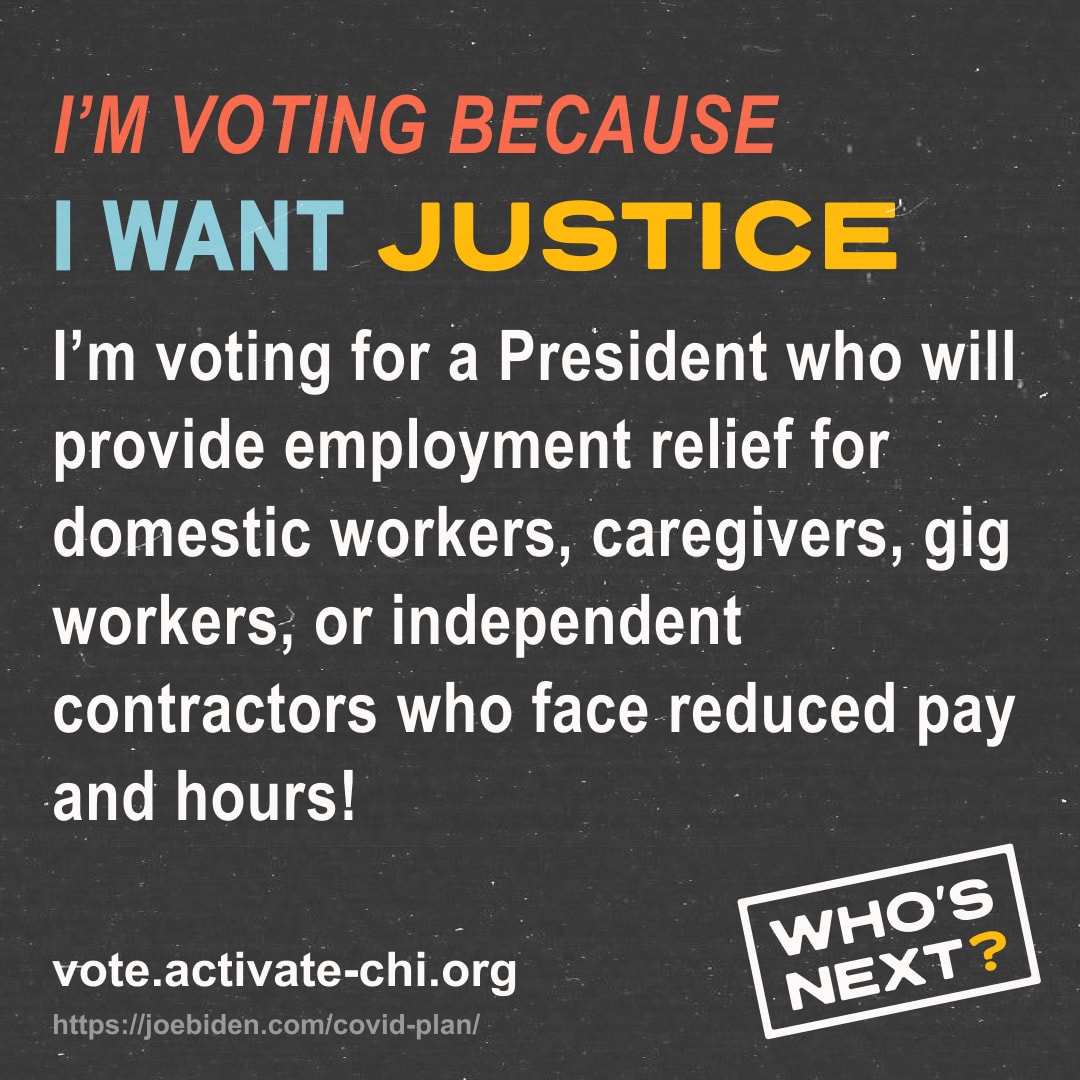 I’M VOTING BECAUSE
I WANT JUSTICE
I’m voting for a President who will
provide employment relief for
domestic workers, caregivers, gig
workers, or independent
contractors who face reduced pay
and hours!
WHO’S
NEXT?
vote.activate-chi.org
https://joebiden.com/covid-plan/